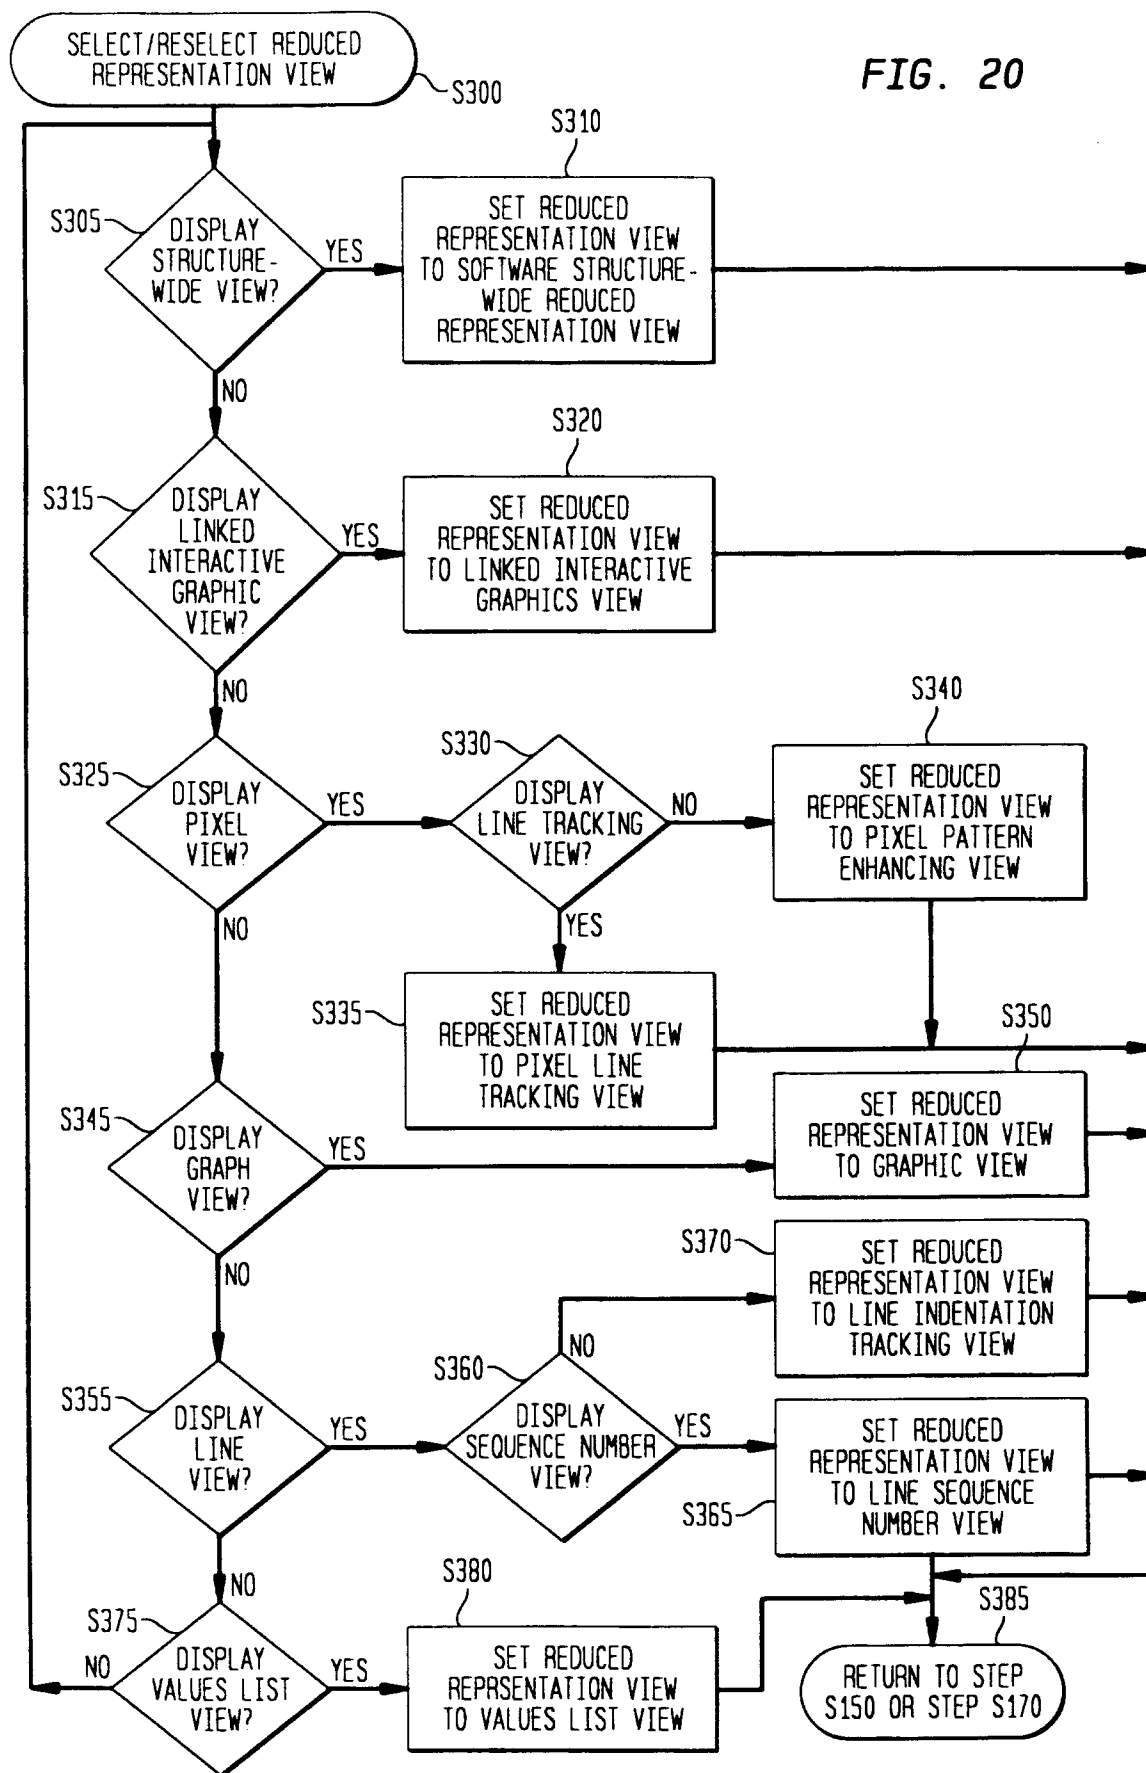 SELECT/RESELECT REDUCED
REPRESENTATION VIEW
S300
FIG. 20
S305
DISPLAY
STRUCTURE-
WIDE VIEW?
YES
NO
S310
SET REDUCED
REPRESENTATION VIEW
TO SOFTWARE STRUCTURE-
WIDE REDUCED
REPRESENTATION VIEW
S315
DISPLAY
LINKED
INTERACTIVE
GRAPHIC
VIEW?
YES
NO
S320
SET REDUCED
REPRESENTATION VIEW
TO LINKED INTERACTIVE
GRAPHICS VIEW
S325
DISPLAY
PIXEL
VIEW?
YES
NO
S330
DISPLAY
LINE TRACKING
VIEW?
NO
YES
S340
SET REDUCED
REPRESENTATION VIEW
TO PIXEL PATTERN
ENHANCING VIEW
S335
SET REDUCED
REPRESENTATION VIEW
TO PIXEL LINE
TRACKING VIEW
S345
DISPLAY
GRAPH
VIEW?
YES
NO
S350
SET REDUCED
REPRESENTATION VIEW
TO GRAPHIC VIEW
S355
DISPLAY
LINE
VIEW?
YES
NO
S360
DISPLAY
SEQUENCE NUMBER
VIEW?
NO
YES
S370
SET REDUCED
REPRESENTATION VIEW
TO LINE INDENTATION
TRACKING VIEW
S365
SET REDUCED
REPRESENTATION VIEW
TO LINE SEQUENCE
NUMBER VIEW
S375
DISPLAY
VALUES LIST
VIEW?
NO
YES
S380
SET REDUCED
REPRSENTATION VIEW
TO VALUES LIST VIEW
S385
RETURN TO STEP
S150 OR STEP S170